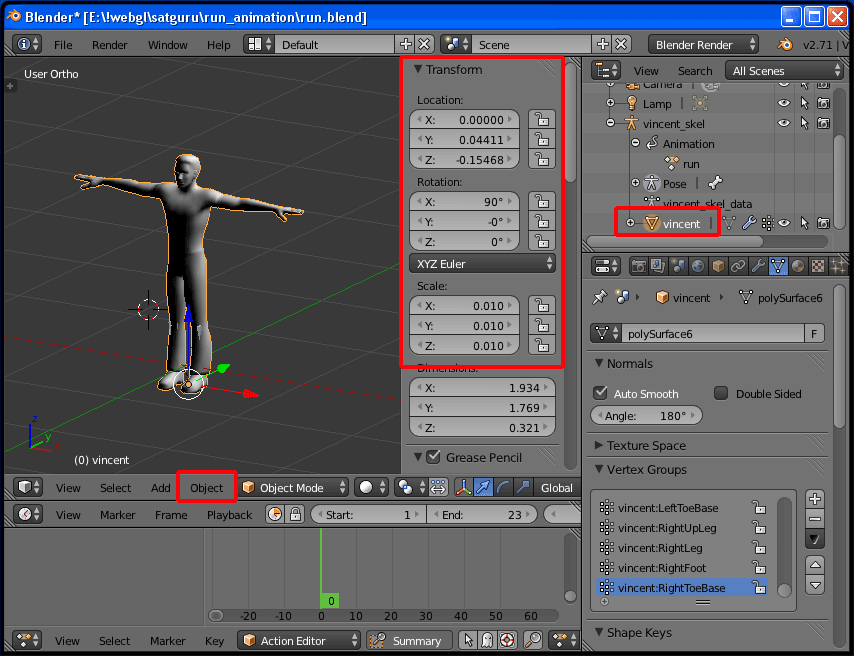 Blender* [E:\!webgl\satguru\run_animation\run.blend]
File Render Window Help Default Scene Blender Render v2.71 | V
User Ortho
(0) vincent
z
y
Transform
Location:
X: 0.00000
Y: 0.04411
Z: -0.15468
Rotation:
X: 90°
Y: -0°
Z: 0°
XYZ Euler
Scale:
X: 0.010
Y: 0.010
Z: 0.010
Dimensions:
X: 1.934
Y: 1.769
Z: 0.321
Grease Pencil
View Search All Scenes
Camera
Lamp
vincent_skel
Animation
run
Pose
vincent_skel_data
vincent
vincent polySurface6
polySurface6 F
Normals
Auto Smooth Double Sided
Angle: 180°
Texture Space
Vertex Groups
vincent:LeftToeBase
vincent:RightUpLeg
vincent:RightLeg
vincent:RightFoot
vincent:RightToeBase
Shape Keys
View Select Add Object Object Mode Global
View Marker Frame Playback Start: 1 End: 23
0
-20 -10 0 10 20 30 40 50 60
View Select Marker Key Action Editor Summary